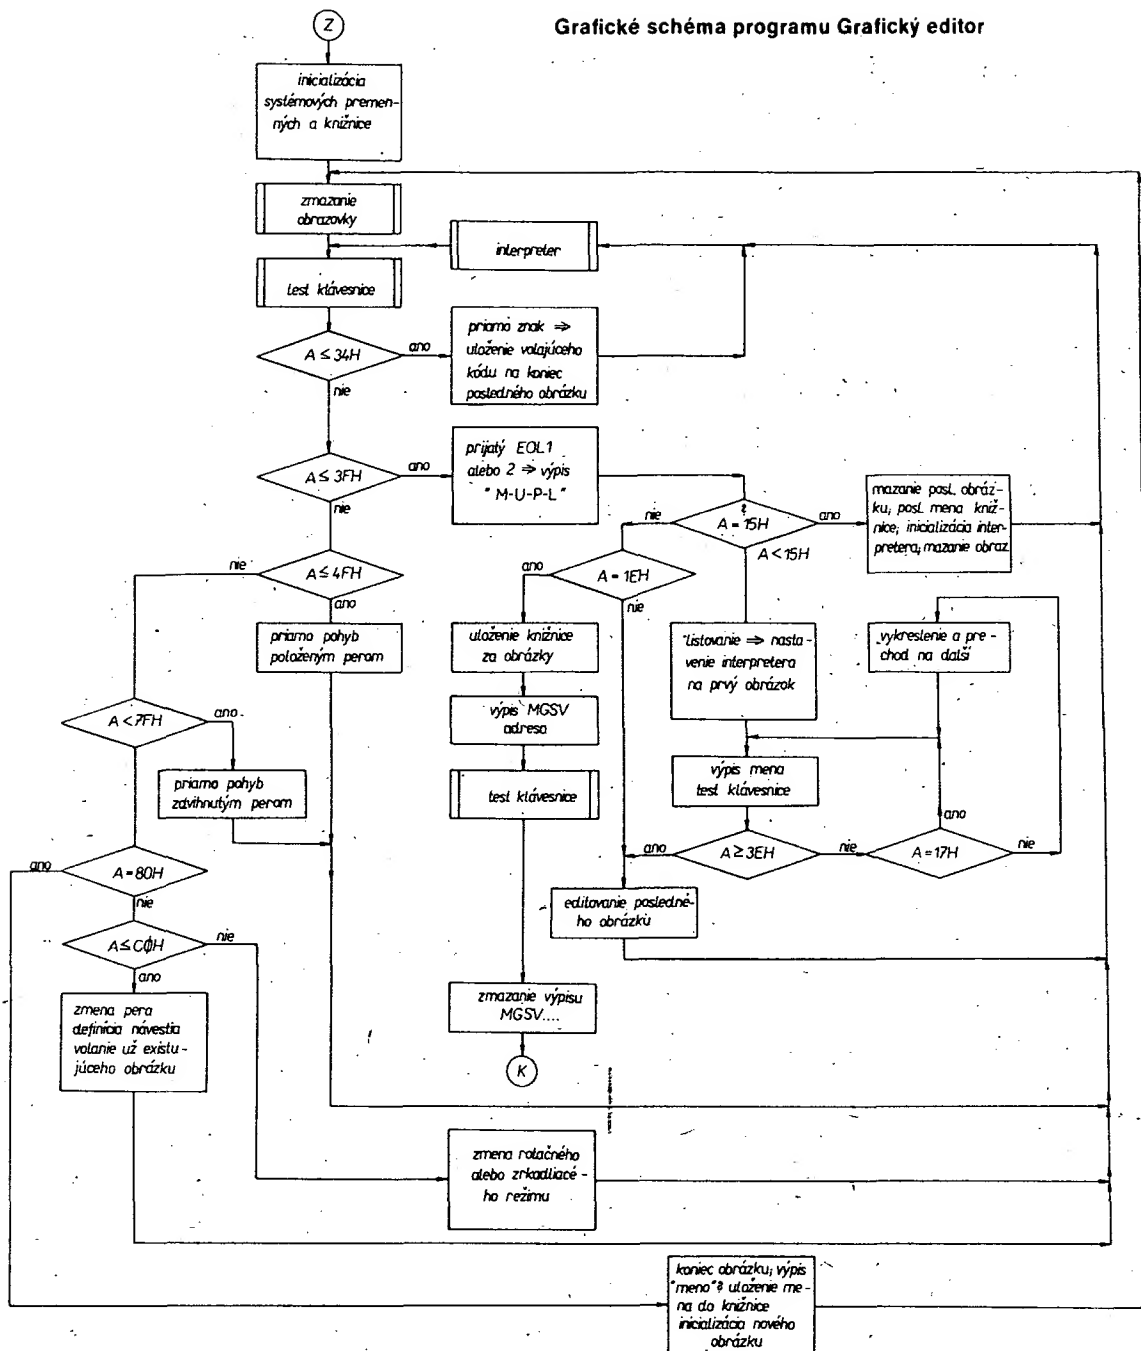 Grafické schéma programu Grafický editor
Z
inicializácia
systémových premen-
ných a knižnice
zmazanie
obrazovky
interpreter
test klávesnice
A ≤ 34H
ano
nie
priamo znak ⇒
uloženie volajúceho
kódu na koniec
posledného obrázku
A ≤ 3FH
ano
nie
prijatý EOL1
alebo 2 ⇒ výpis
"M-U-P-L"
?
A = 15H
nie
ano
A < 15H
mazanie posl. obráz-
ku; posl. mena kniž-
nice; inicializácia inter-
pretera; mazanie obraz.
A ≤ 4FH
nie
ano
A = 1EH
ano
nie
priamo pohyb
položeným perom
uloženie knižnice
za obrázky
listovanie ⇒ nasta-
venie interpretera
na prvý obrázok
vykreslenie a pre-
chod na ďalší
A < 7FH
ano
výpis MGSV
adresa
priamo pohyb
zdvihnutým perom
test klávesnice
výpis mena
test klávesnice
A ≥ 3EH
ano
nie
A = 17H
ano
nie
A = 80H
ano
nie
editovanie posledné-
ho obrázku
A ≤ CØH
nie
ano
zmena pera
definícia návestia
volanie už existu-
júceho obrázku
zmazanie výpisu
MGSV....
K
zmena rotačného
alebo zrkadliacé-
ho režimu
koniec obrázku; výpis
"meno"? uloženie me-
na do knižnice
inicializácia nového
obrázku